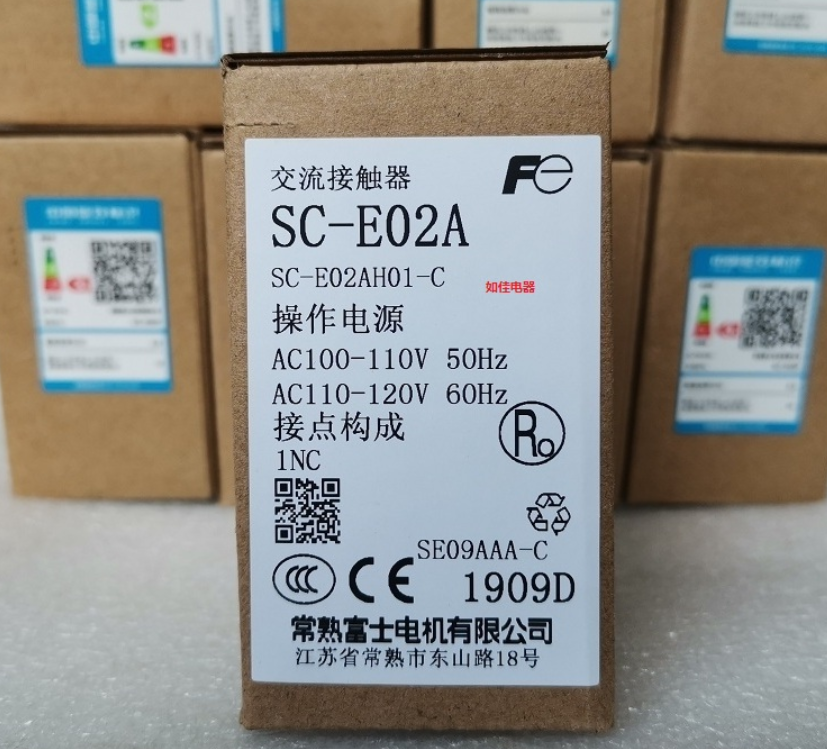 交流接触器
Fe
SC-E02A
SC-E02AH01-C
如佳电器
操作电源
AC100-110V 50Hz
AC110-120V 60Hz
接点构成
Ro
1NC
SE09AAA-C
CCC CE
1909D
常熟富士电机有限公司
江苏省常熟市东山路18号